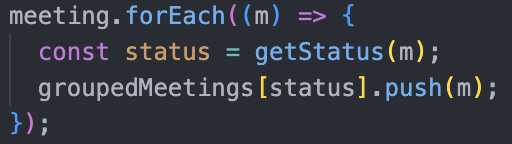 meeting.forEach((m) => {
  const status = getStatus(m);
  groupedMeetings[status].push(m);
});